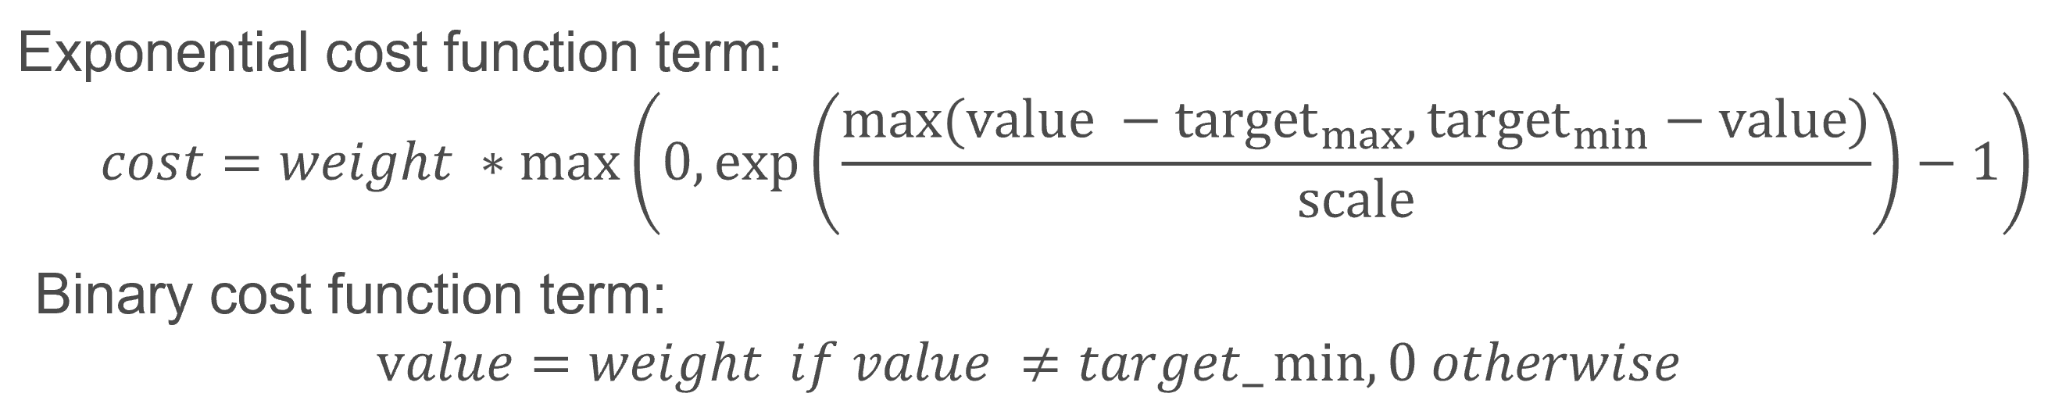 Exponential cost function term:
cost = weight * max(0, exp(max(value − target_max, target_min − value) / scale) − 1)
Binary cost function term:
value = weight if value ≠ target_min, 0 otherwise